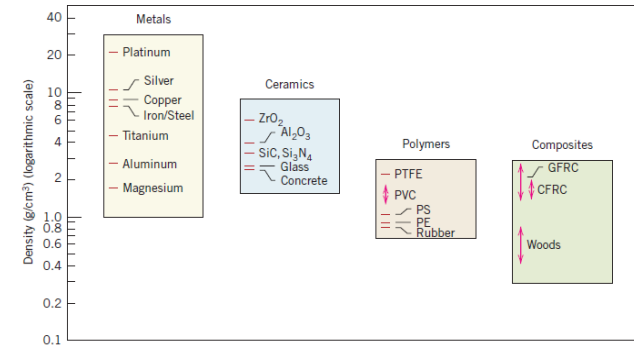 Density (g/cm³) (logarithmic scale)
40
20
10
8
6
4
2
1.0
0.8
0.6
0.4
0.2
0.1
Metals
Platinum
Silver
Copper
Iron/Steel
Titanium
Aluminum
Magnesium
Ceramics
ZrO₂
Al₂O₃
SiC, Si₃N₄
Glass
Concrete
Polymers
PTFE
PVC
PS
PE
Rubber
Composites
GFRC
CFRC
Woods